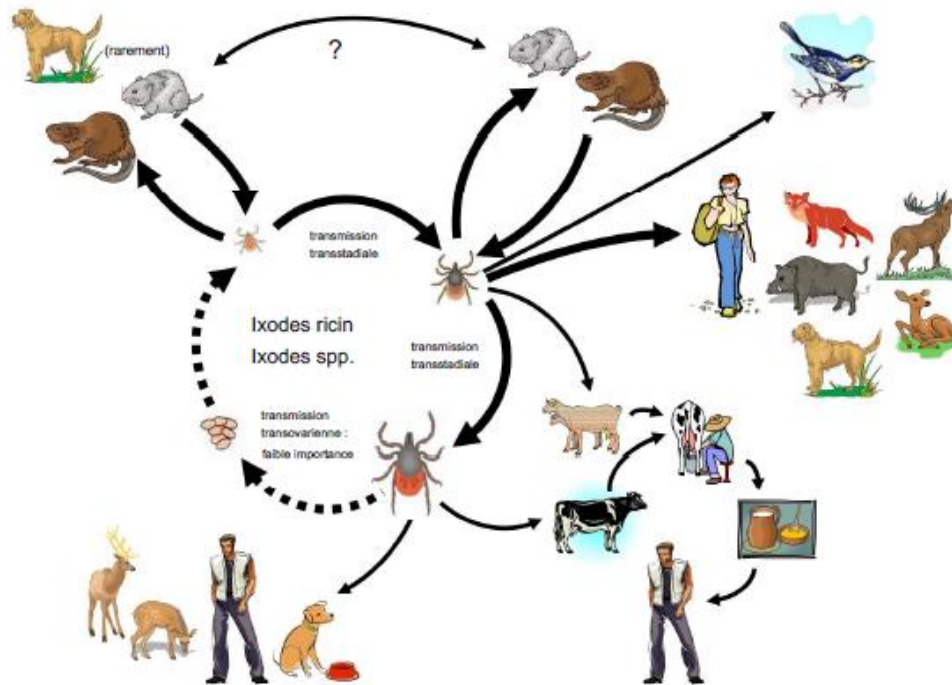 (rarement)
?
transmission
transstadiale
Ixodes ricin
Ixodes spp.
transmission
transstadiale
transmission
transovarienne :
faible importance